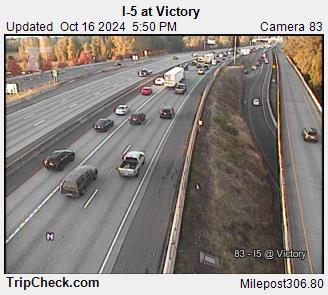 I-5 at Victory
Updated Oct 16 2024 5:50 PM Camera 83
N
83 - I5 @ Victory
TripCheck.com Milepost306.80